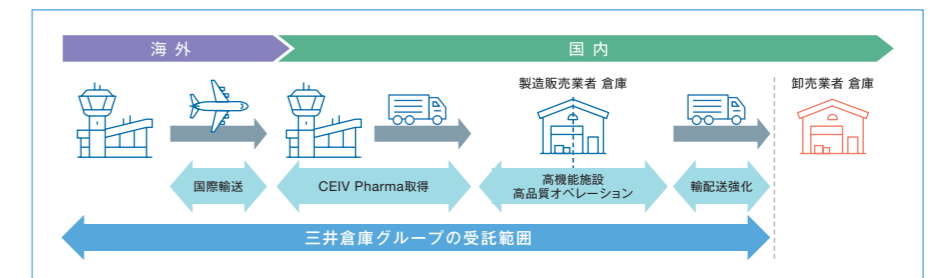 海外
国内
製造販売業者 倉庫
卸売業者 倉庫
国際輸送
CEIV Pharma取得
高機能施設
高品質オペレーション
輸配送強化
三井倉庫グループの受託範囲